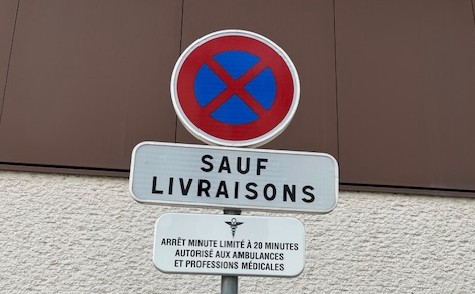 SAUF
LIVRAISONS
ARRÊT MINUTE LIMITÉ À 20 MINUTES
AUTORISÉ AUX AMBULANCES
ET PROFESSIONS MÉDICALES